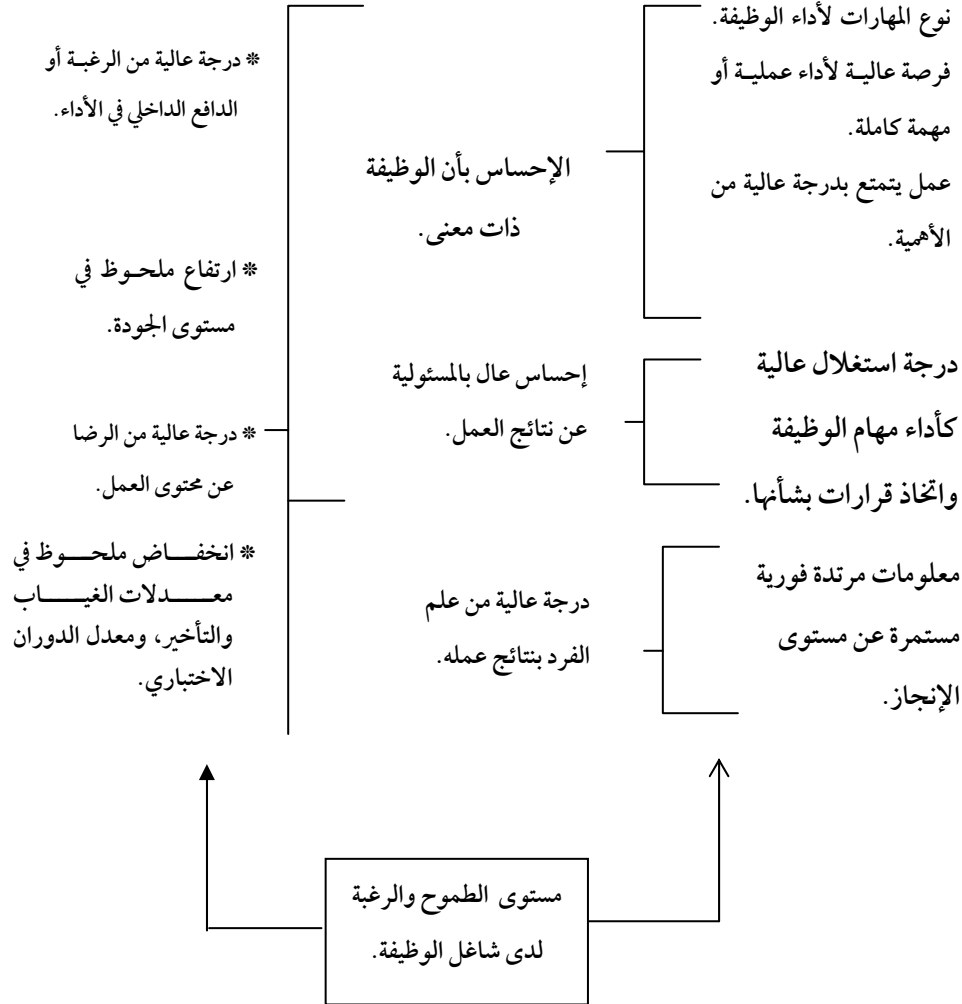 نوع المهارات لأداء الوظيفة.
فرصة عالية لأداء عملية أو
مهمة كاملة.
عمل يتمتع بدرجة عالية من
الأهمية.
درجة استغلال عالية
كأداء مهام الوظيفة
واتخاذ قرارات بشأنها.
معلومات مرتدة فورية
مستمرة عن مستوى
الإنجاز.
الإحساس بأن الوظيفة
ذات معنى.
إحساس عال بالمسئولية
عن نتائج العمل.
درجة عالية من علم
الفرد بنتائج عمله.
* درجة عالية من الرغبة أو
الدافع الداخلي في الأداء.
* ارتفاع ملحوظ في
مستوى الجودة.
* درجة عالية من الرضا
عن محتوى العمل.
* انخفاض ملحوظ في
معدلات الغياب
والتأخير، ومعدل الدوران
الاختباري.
مستوى الطموح والرغبة
لدى شاغل الوظيفة.